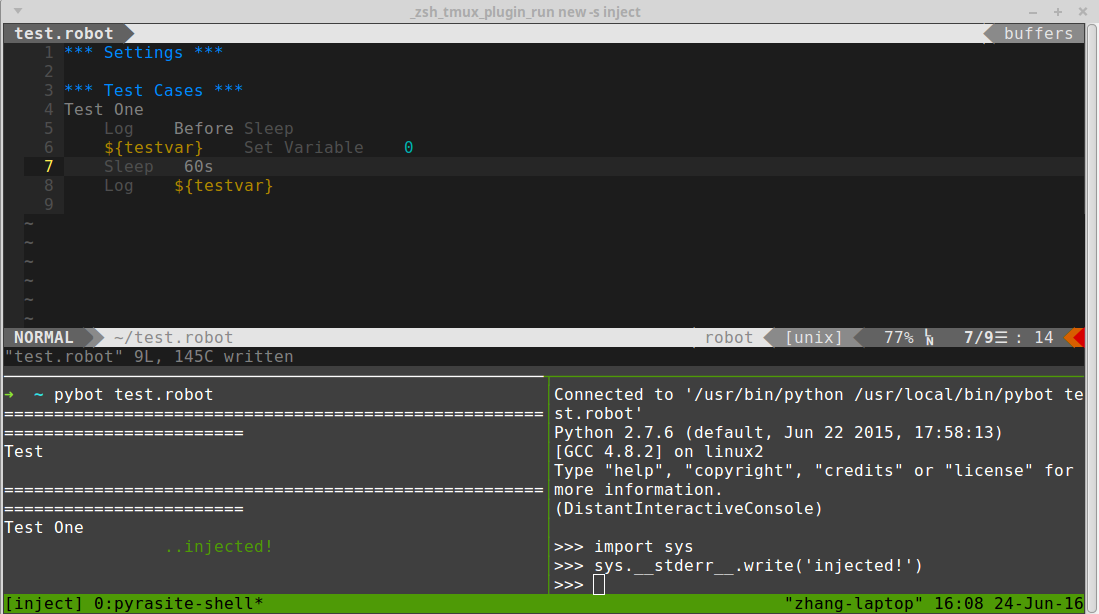 _zsh_tmux_plugin_run new -s inject
test.robot buffers
1 *** Settings ***
2
3 *** Test Cases ***
4 Test One
5     Log    Before Sleep
6     ${testvar}    Set Variable    0
7     Sleep   60s
8     Log    ${testvar}
9
~
~
~
~
~
~
NORMAL ~/test.robot robot [unix] 77% ␤ 7/9☰ : 14
"test.robot" 9L, 145C written
➜  ~ pybot test.robot
======================================================
========================
Test
======================================================
========================
Test One
..injected!
Connected to '/usr/bin/python /usr/local/bin/pybot te
st.robot'
Python 2.7.6 (default, Jun 22 2015, 17:58:13)
[GCC 4.8.2] on linux2
Type "help", "copyright", "credits" or "license" for
more information.
(DistantInteractiveConsole)
>>> import sys
>>> sys.__stderr__.write('injected!')
>>>
[inject] 0:pyrasite-shell* "zhang-laptop" 16:08 24-Jun-16